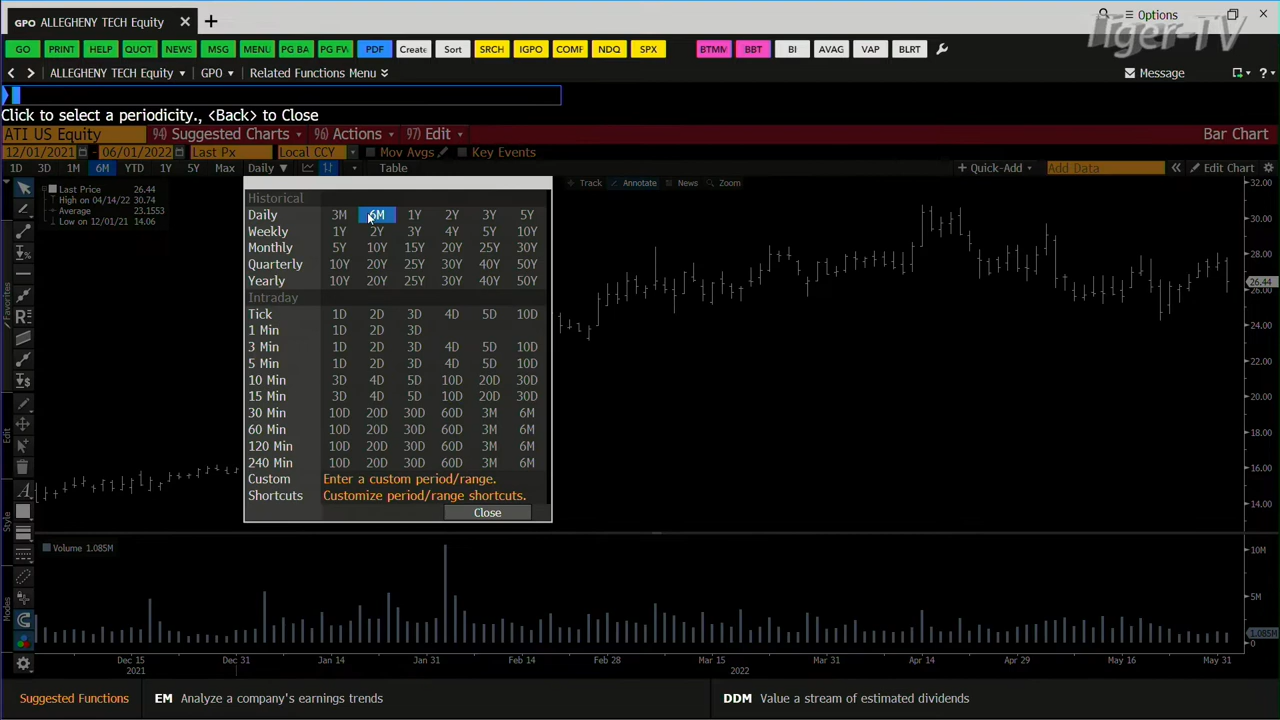 GPO ALLEGHENY TECH Equity
Options
Tiger-TV
GO PRINT HELP QUOT NEWS MSG MENU PG BA PG FW PDF Create Sort SRCH IGPO COMF NDQ SPX BTMM BBT BI AVAG VAP BLRT
ALLEGHENY TECH Equity GPO Related Functions Menu Message
Click to select a periodicity., <Back> to Close
ATI US Equity 94) Suggested Charts 96) Actions 97) Edit Bar Chart
12/01/2021 - 06/01/2022 Last Px Local CCY Mov Avgs Key Events
1D 3D 1M 6M YTD 1Y 5Y Max Daily ▼ Table + Quick-Add Add Data « Edit Chart
Track Annotate News Zoom
Last Price 26.44
High on 04/14/22 30.74
Average 23.1553
Low on 12/01/21 14.06
Historical
Daily 3M 6M 1Y 2Y 3Y 5Y
Weekly 1Y 2Y 3Y 4Y 5Y 10Y
Monthly 5Y 10Y 15Y 20Y 25Y 30Y
Quarterly 10Y 20Y 25Y 30Y 40Y 50Y
Yearly 10Y 20Y 25Y 30Y 40Y 50Y
Intraday
Tick 1D 2D 3D 4D 5D 10D
1 Min 1D 2D 3D
3 Min 1D 2D 3D 4D 5D 10D
5 Min 1D 2D 3D 4D 5D 10D
10 Min 3D 4D 5D 10D 20D 30D
15 Min 3D 4D 5D 10D 20D 30D
30 Min 10D 20D 30D 60D 3M 6M
60 Min 10D 20D 30D 60D 3M 6M
120 Min 10D 20D 30D 60D 3M 6M
240 Min 10D 20D 30D 60D 3M 6M
Custom Enter a custom period/range.
Shortcuts Customize period/range shortcuts.
Close
32.00
30.00
28.00
26.44
26.00
24.00
22.00
20.00
18.00
16.00
14.00
Favorites
Edit
Style
Modes
Volume 1.085M
10M
5M
1.085M
0
Dec 15 Dec 31 Jan 14 Jan 31 Feb 14 Feb 28 Mar 15 Mar 31 Apr 14 Apr 29 May 16 May 31
2021 2022
Suggested Functions EM Analyze a company's earnings trends DDM Value a stream of estimated dividends